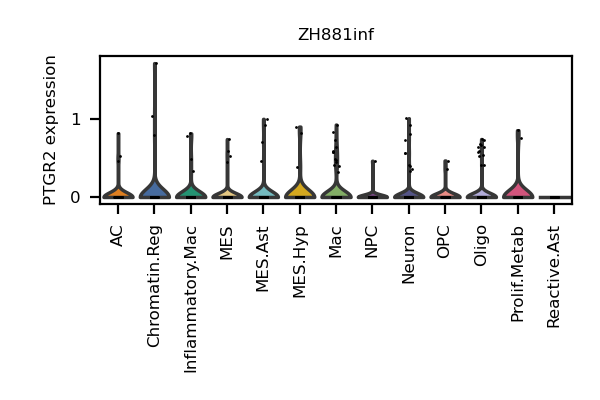 ZH881inf
PTGR2 expression
1
0
AC
Chromatin.Reg
Inflammatory.Mac
MES
MES.Ast
MES.Hyp
Mac
NPC
Neuron
OPC
Oligo
Prolif.Metab
Reactive.Ast